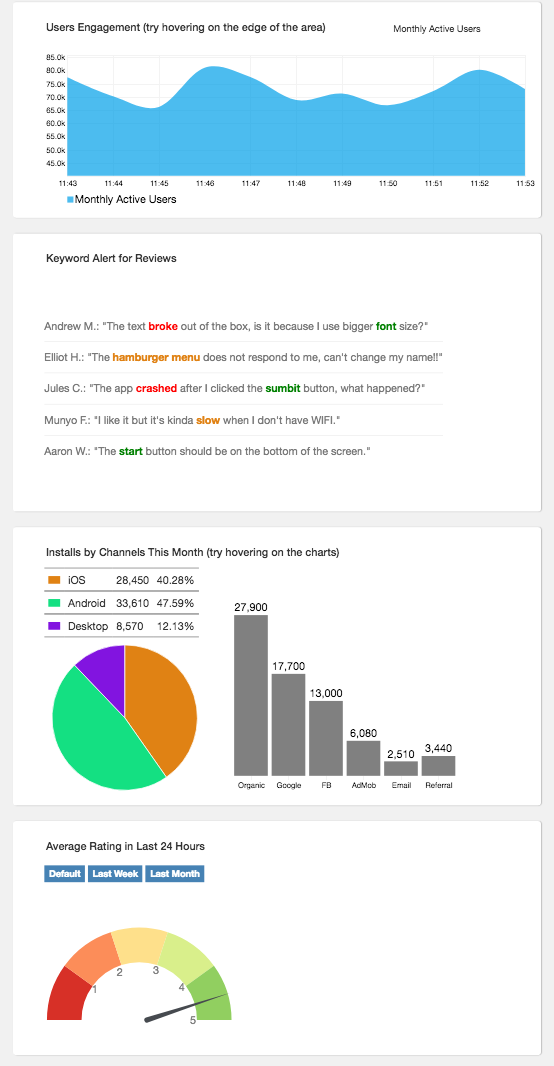 Users Engagement (try hovering on the edge of the area)
Monthly Active Users
85.0k
80.0k
75.0k
70.0k
65.0k
60.0k
55.0k
50.0k
45.0k
11:43 11:44 11:45 11:46 11:47 11:48 11:49 11:50 11:51 11:52 11:53
Monthly Active Users
Keyword Alert for Reviews
Andrew M.: "The text broke out of the box, is it because I use bigger font size?"
Elliot H.: "The hamburger menu does not respond to me, can't change my name!!"
Jules C.: "The app crashed after I clicked the sumbit button, what happened?"
Munyo F.: "I like it but it's kinda slow when I don't have WIFI."
Aaron W.: "The start button should be on the bottom of the screen."
Installs by Channels This Month (try hovering on the charts)
iOS 28,450 40.28%
Android 33,610 47.59%
Desktop 8,570 12.13%
27,900
17,700
13,000
6,080
2,510
3,440
Organic Google FB AdMob Email Referral
Average Rating in Last 24 Hours
Default Last Week Last Month
1
2
3
4
5